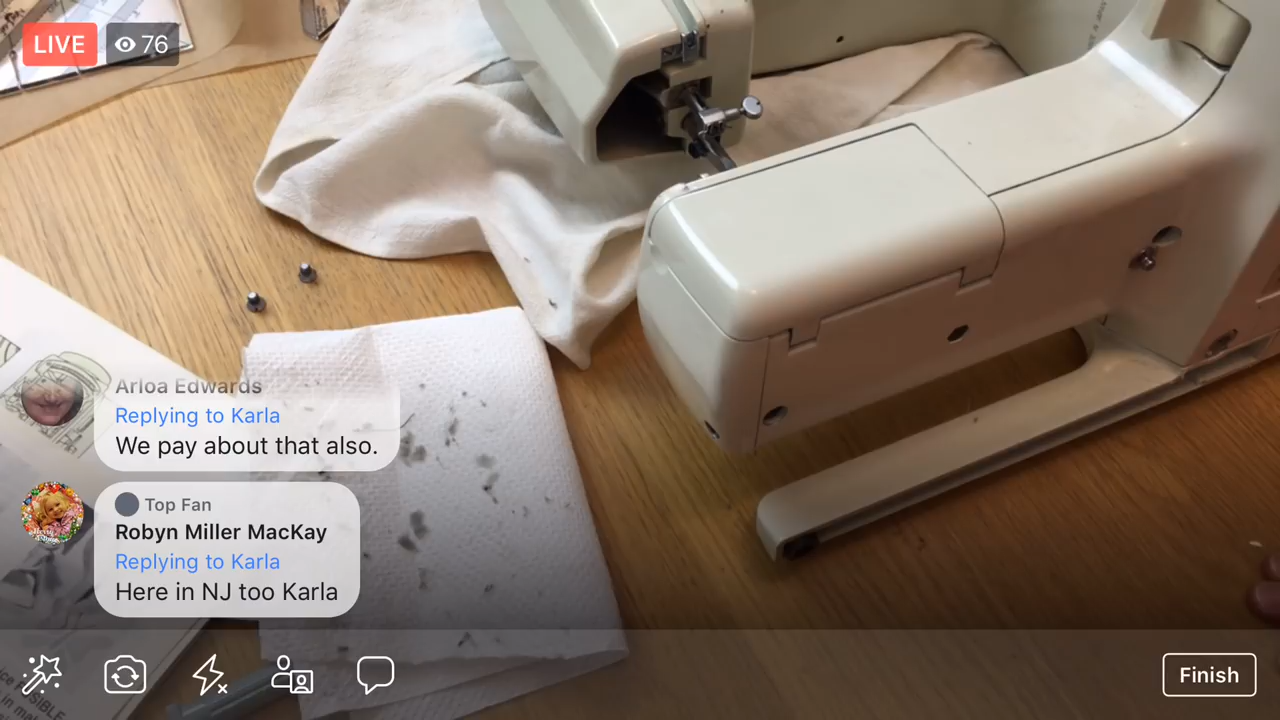 LIVE
76
Arloa Edwards
Replying to Karla
We pay about that also.
Top Fan
Robyn Miller MacKay
Replying to Karla
Here in NJ too Karla
Finish